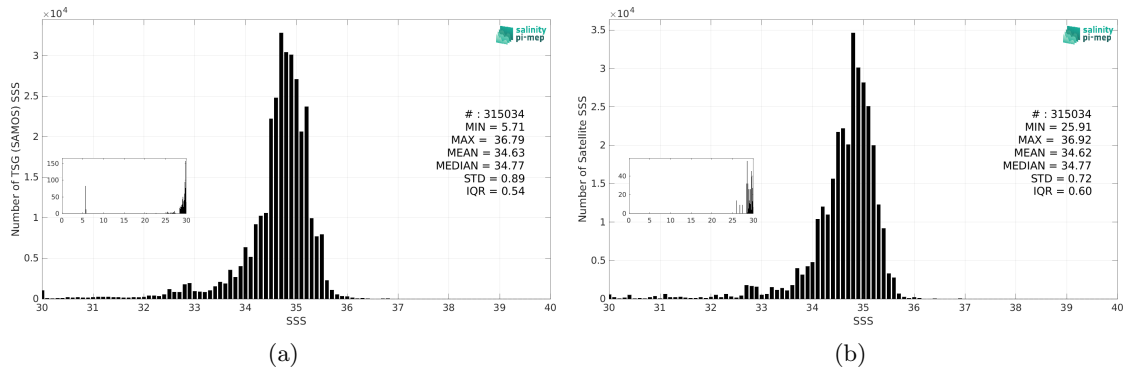 ×10⁴
3
2.5
2
1.5
1
0.5
0
Number of TSG (SAMOS) SSS
salinity
pi-mep
# : 315034
MIN = 5.71
MAX = 36.79
MEAN = 34.63
MEDIAN = 34.77
STD = 0.89
IQR = 0.54
150
100
50
0
0 5 10 15 20 25 30
30 31 32 33 34 35 36 37 38 39 40
SSS
(a)
×10⁴
3.5
3
2.5
2
1.5
1
0.5
0
Number of Satellite SSS
salinity
pi-mep
# : 315034
MIN = 25.91
MAX = 36.92
MEAN = 34.62
MEDIAN = 34.77
STD = 0.72
IQR = 0.60
40
20
0
0 5 10 15 20 25 30
30 31 32 33 34 35 36 37 38 39 40
SSS
(b)